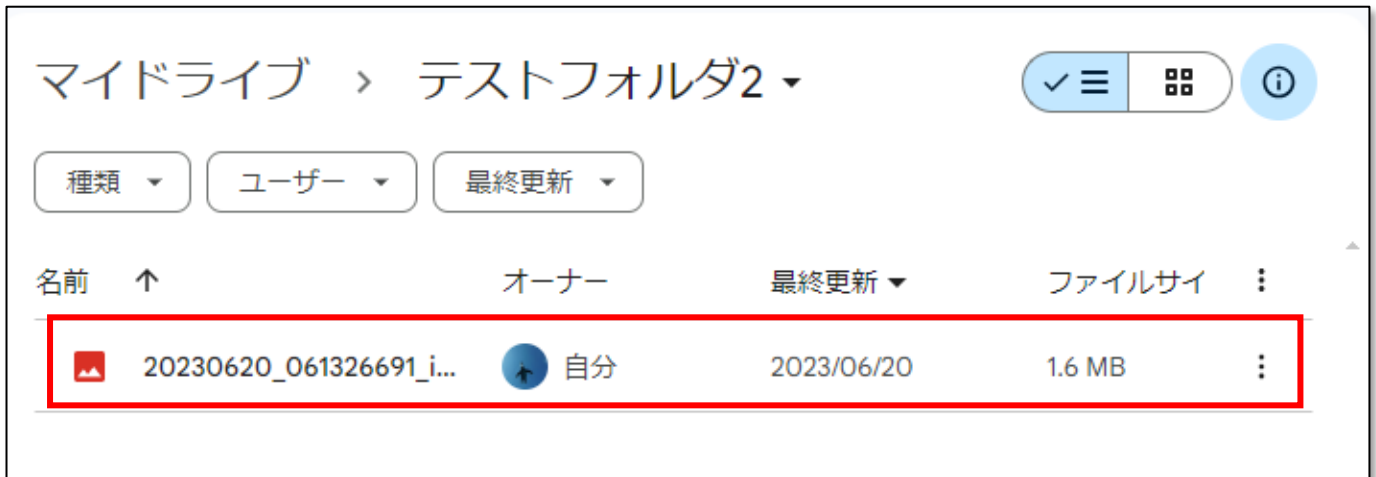 マイドライブ > テストフォルダ2
種類 ユーザー 最終更新
名前 オーナー 最終更新 ファイルサイ
20230620_061326691_i... 自分 2023/06/20 1.6 MB